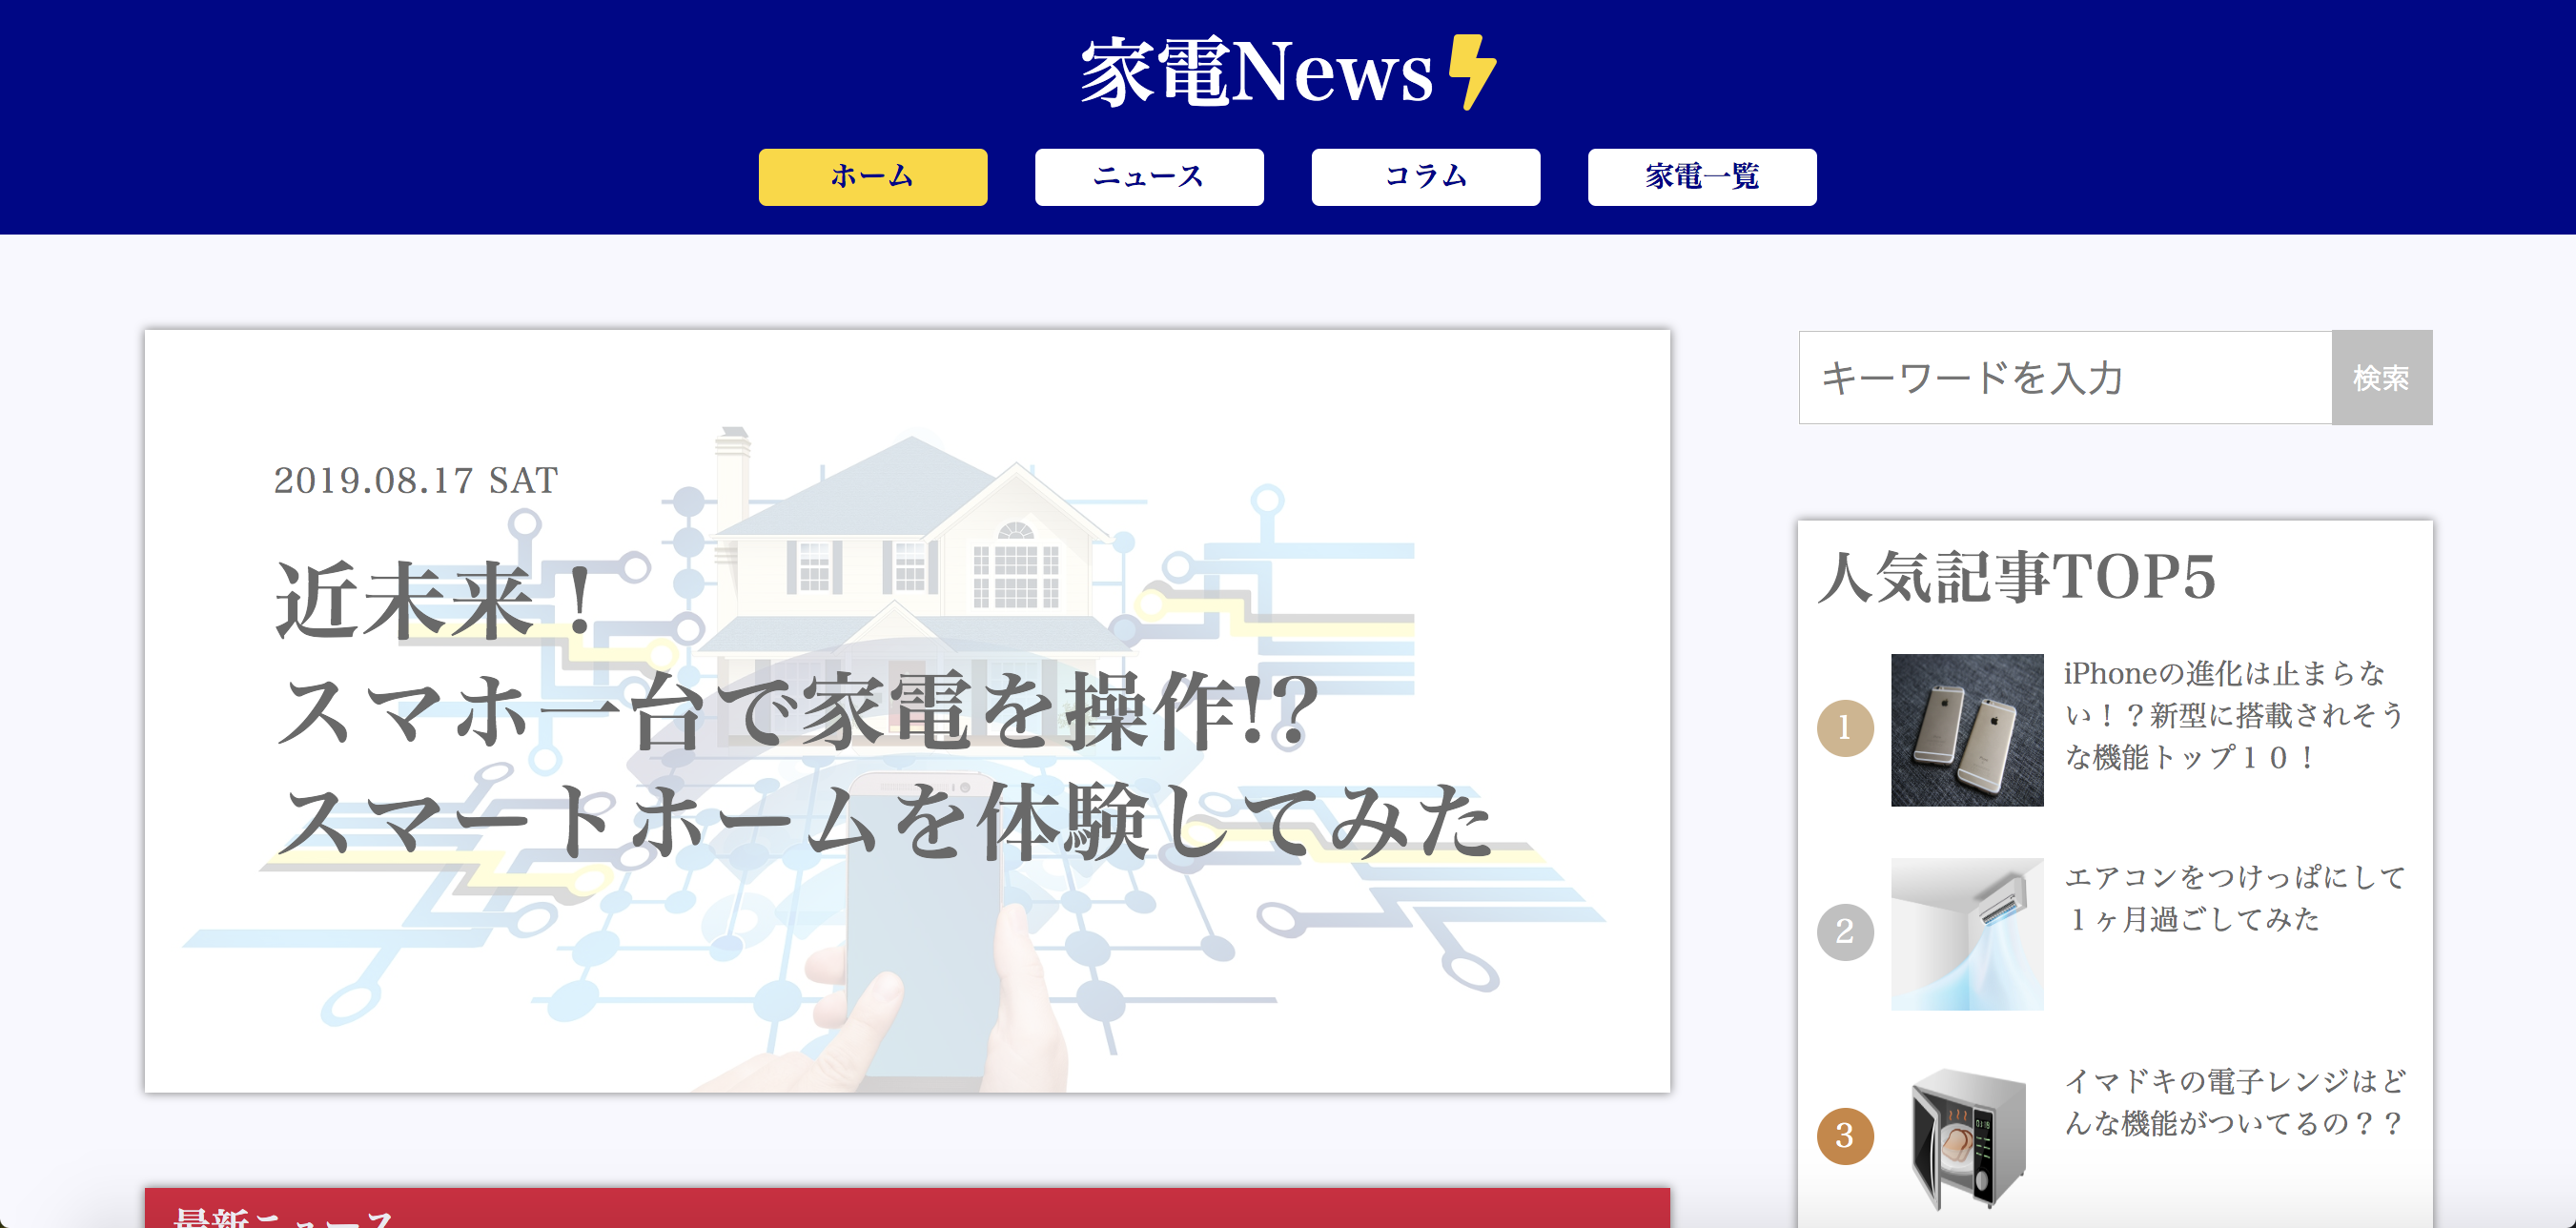 家電News
ホーム
ニュース
コラム
家電一覧
2019.08.17 SAT
近未来！
スマホ一台で家電を操作!?
スマートホームを体験してみた
最新ニュース
キーワードを入力
検索
人気記事TOP5
1
iPhoneの進化は止まらな
い！？新型に搭載されそう
な機能トップ１０！
2
エアコンをつけっぱにして
１ヶ月過ごしてみた
3
イマドキの電子レンジはど
んな機能がついてるの？？